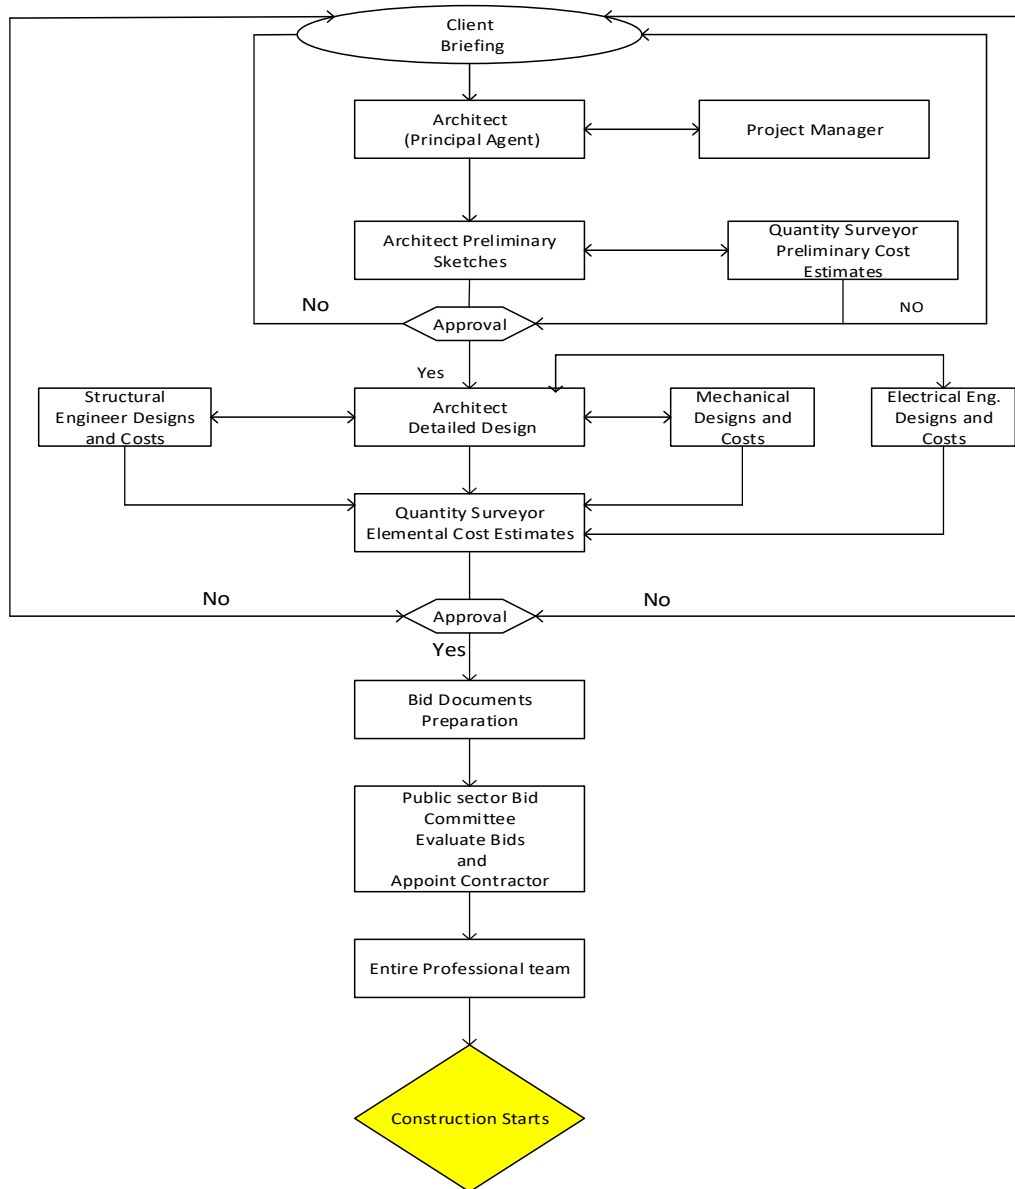 Client
Briefing
Architect
(Principal Agent)
Project Manager
Architect Preliminary
Sketches
Quantity Surveyor
Preliminary Cost
Estimates
No
Approval
NO
Yes
Structural
Engineer Designs
and Costs
Architect
Detailed Design
Mechanical
Designs and
Costs
Electrical Eng.
Designs and
Costs
Quantity Surveyor
Elemental Cost Estimates
No
Approval
No
Yes
Bid Documents
Preparation
Public sector Bid
Committee
Evaluate Bids
and
Appoint Contractor
Entire Professional team
Construction Starts